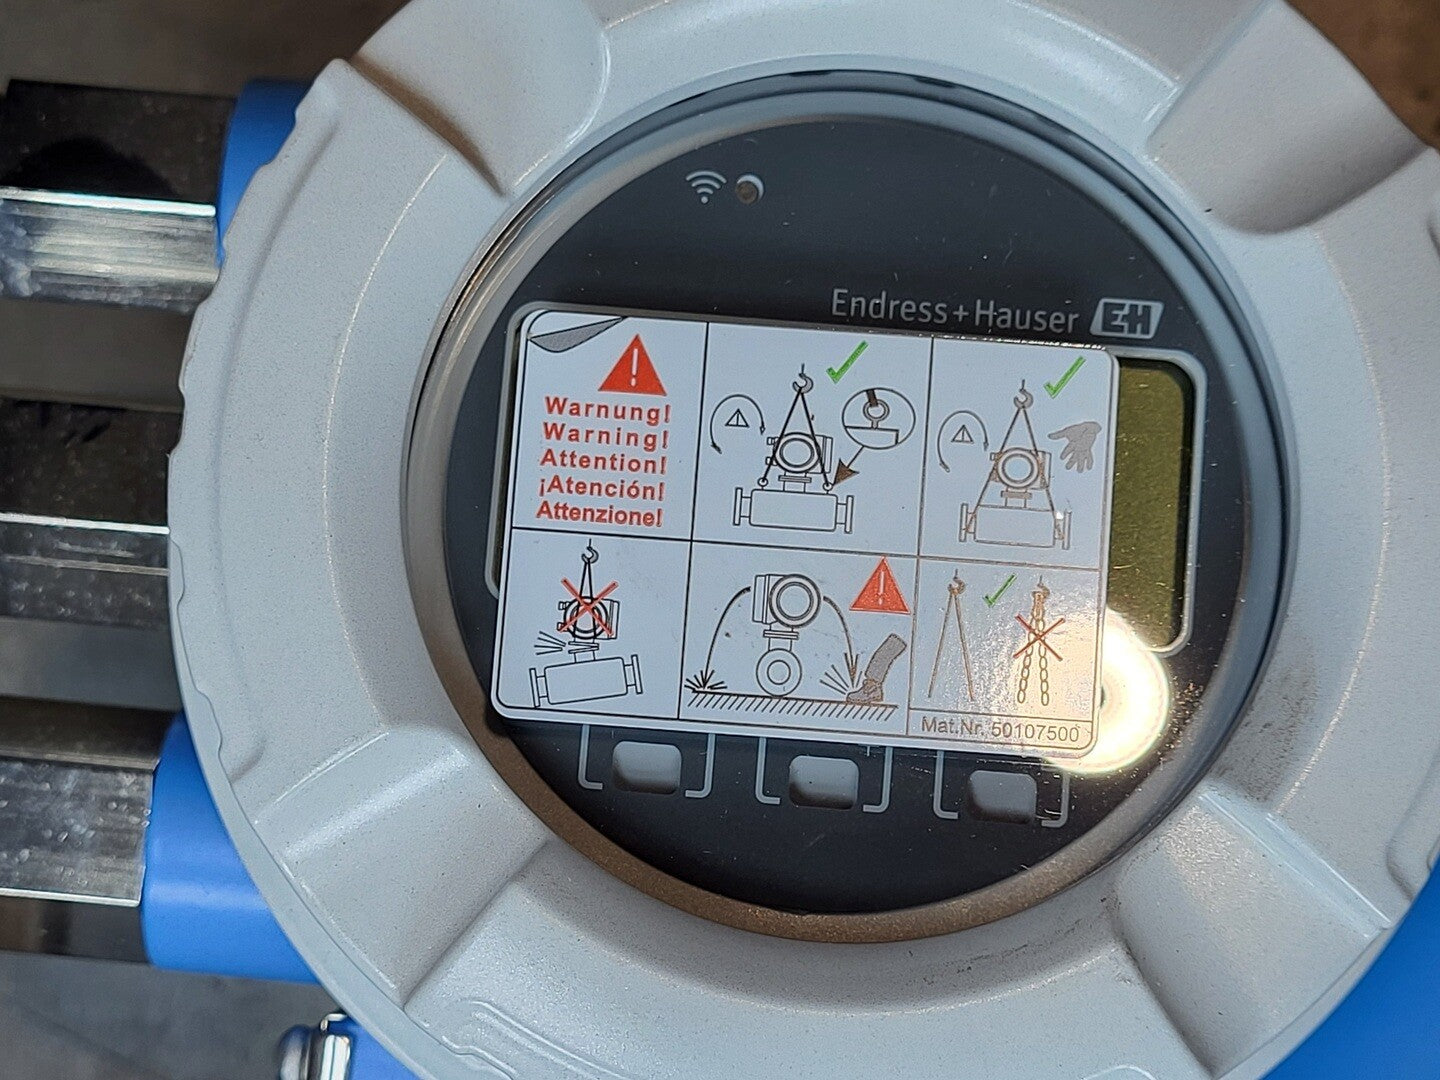 Endress+Hauser EH
Warnung!
Warning!
Attention!
¡Atención!
Attenzione!
Mat.Nr. 50107500